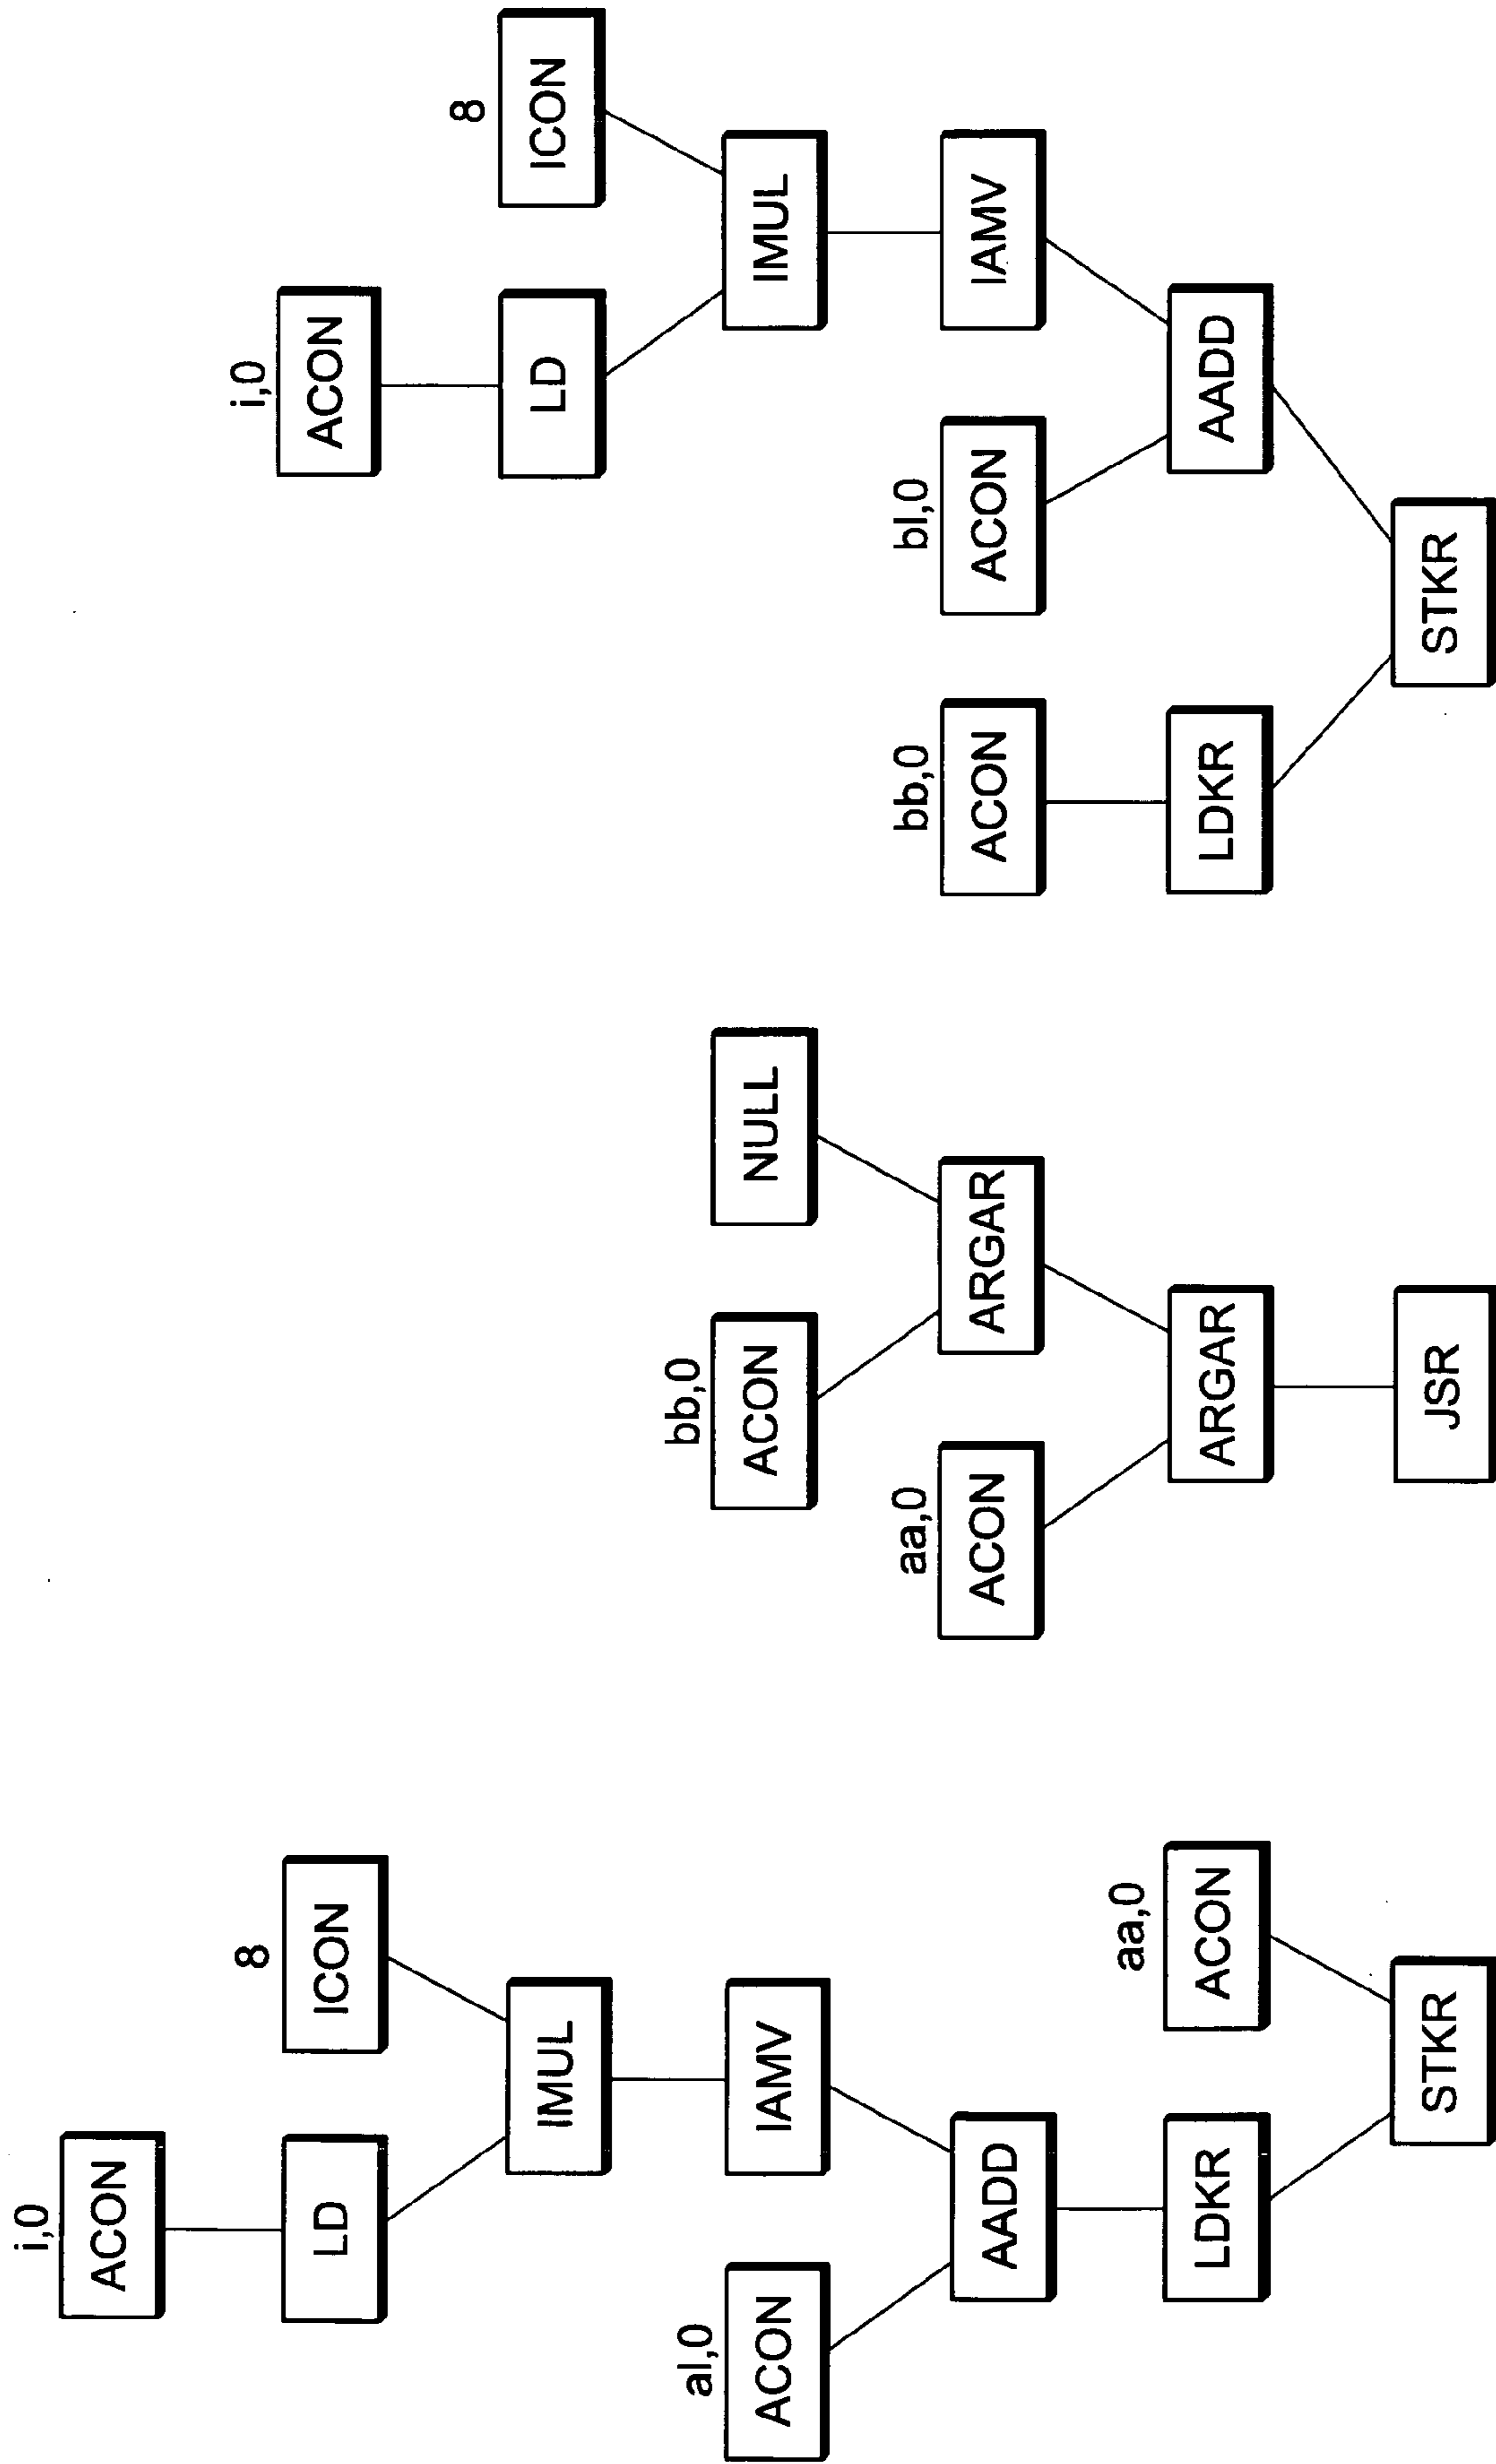 i,0
ACON
8
LD
ICON
IMUL
al,0
ACON
IAMV
AADD
aa,0
LDKR
ACON
STKR
bb,0
ACON
NULL
aa,0
ACON
ARGAR
ARGAR
JSR
i,0
ACON
8
LD
ICON
IMUL
bb,0
bl,0
ACON
ACON
IAMV
LDKR
AADD
STKR